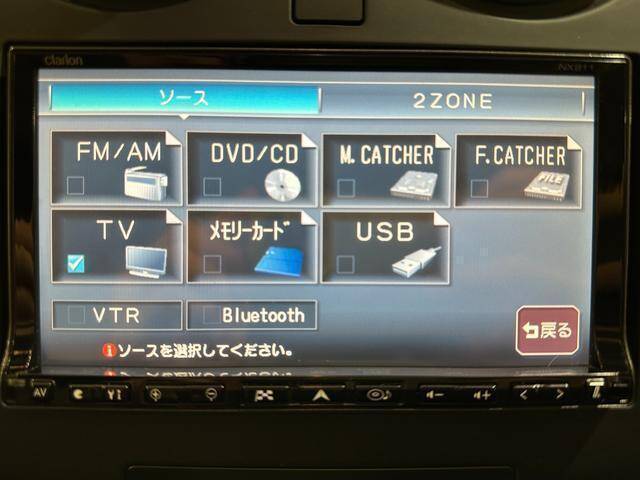 Clarion
NX811
ソース
2ZONE
FM/AM
DVD/CD
M.CATCHER
F.CATCHER
FILE
TV
メモリーカード
USB
VTR
Bluetooth
戻る
ソースを選択してください。
AV